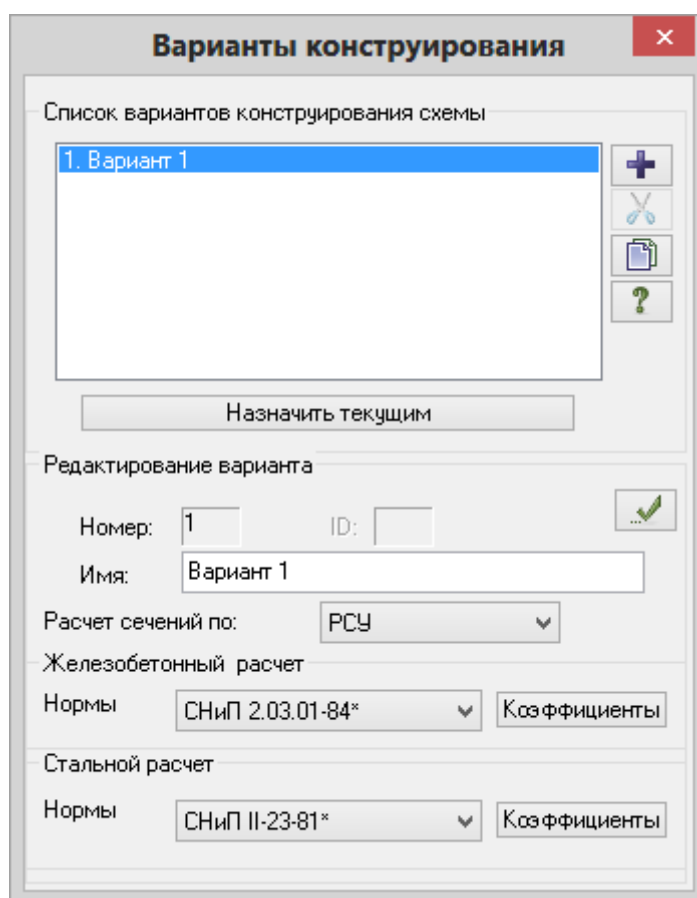 Варианты конструирования
Список вариантов конструирования схемы
1. Вариант 1
Назначить текущим
Редактирование варианта
Номер: 1 ID:
Имя: Вариант 1
Расчет сечений по: РСУ
Железобетонный расчет
Нормы СНиП 2.03.01-84* Коэффициенты
Стальной расчет
Нормы СНиП II-23-81* Коэффициенты